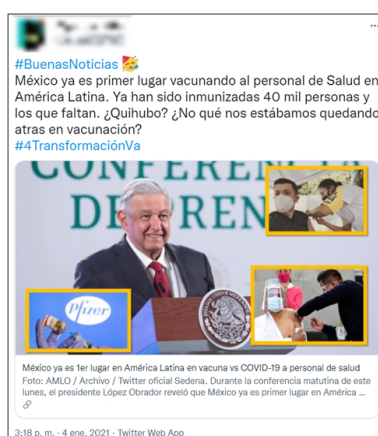 #BuenasNoticias
México ya es primer lugar vacunando al personal de Salud en
América Latina. Ya han sido inmunizadas 40 mil personas y
los que faltan. ¿Quihubo? ¿No qué nos estábamos quedando
atras en vacunación?
#4TransformaciónVa
CONFERENCIA
DE PREN
Pfizer
México ya es 1er lugar en América Latina en vacuna vs COVID-19 a personal de salud
Foto: AMLO / Archivo / Twitter oficial Sedena. Durante la conferencia matutina de este
lunes, el presidente López Obrador reveló que México ya es primer lugar en América ...
3:18 p. m. · 4 ene. 2021 · Twitter Web App